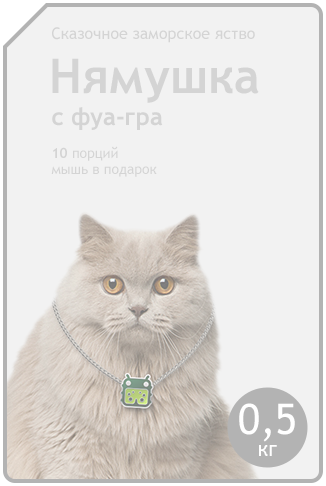 Сказочное заморское яство
Нямушка
с фуа-гра
10 порций
мышь в подарок
0,5
кг